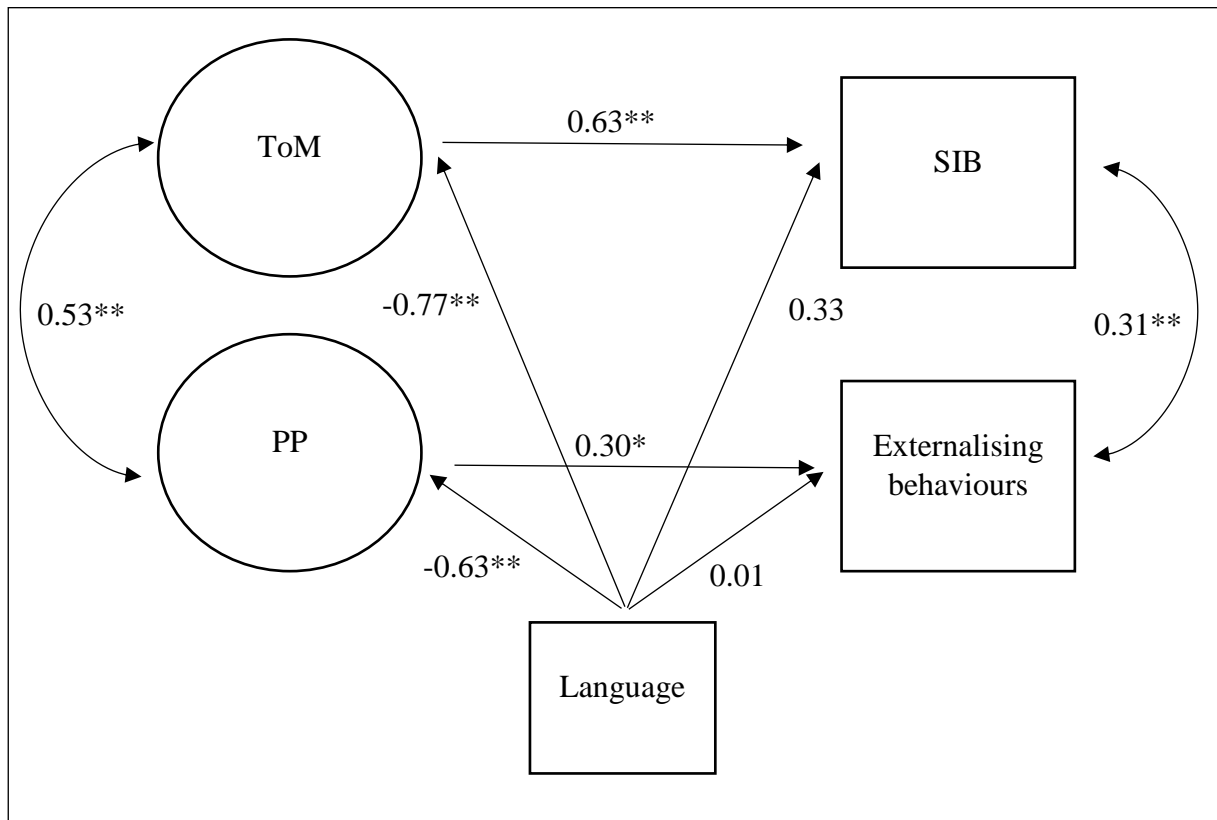 ToM
0.63**
SIB
0.53**
-0.77**
0.33
0.31**
PP
0.30*
Externalising
behaviours
-0.63**
0.01
Language